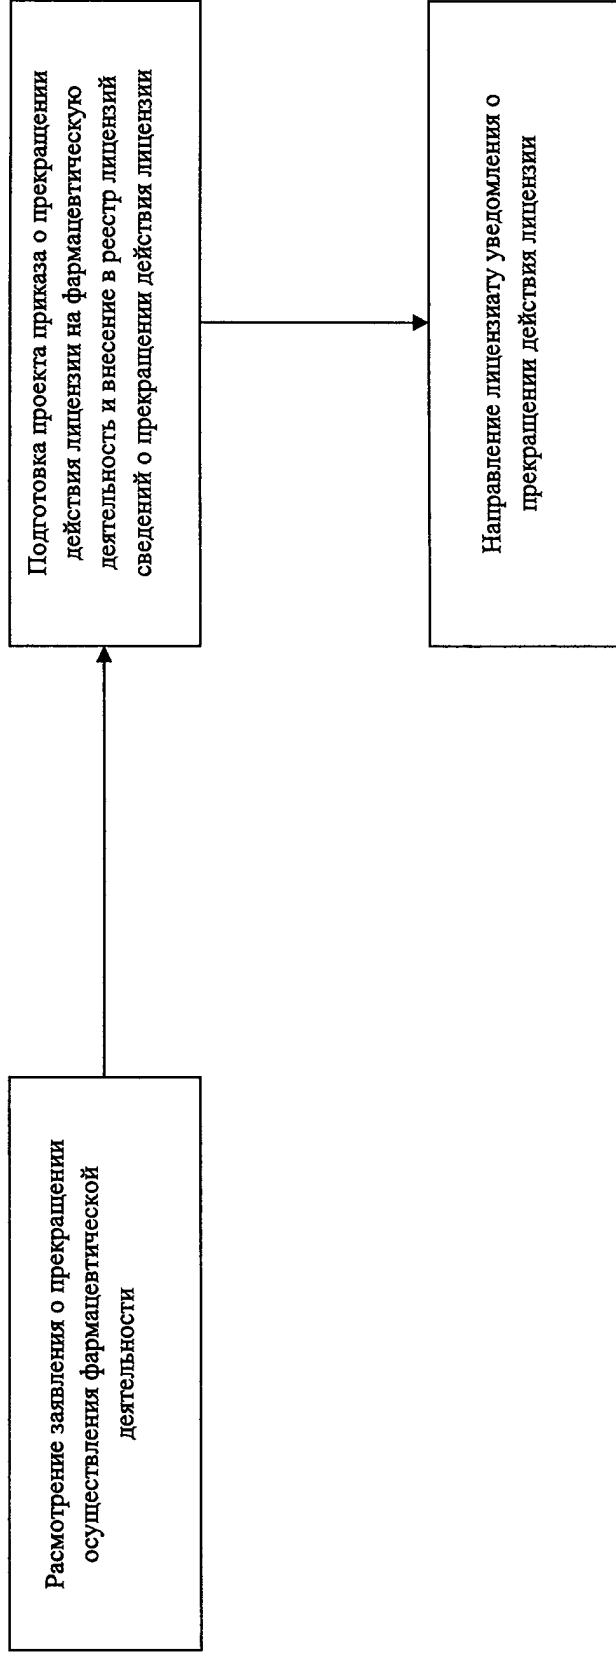 Расмотрение заявления о прекращении
осуществления фармацевтической
деятельности
Подготовка проекта приказа о прекращении
действия лицензии на фармацевтическую
деятельность и внесение в реестр лицензий
сведений о прекращении действия лицензии
Направление лицензиату уведомления о
прекращении действия лицензии